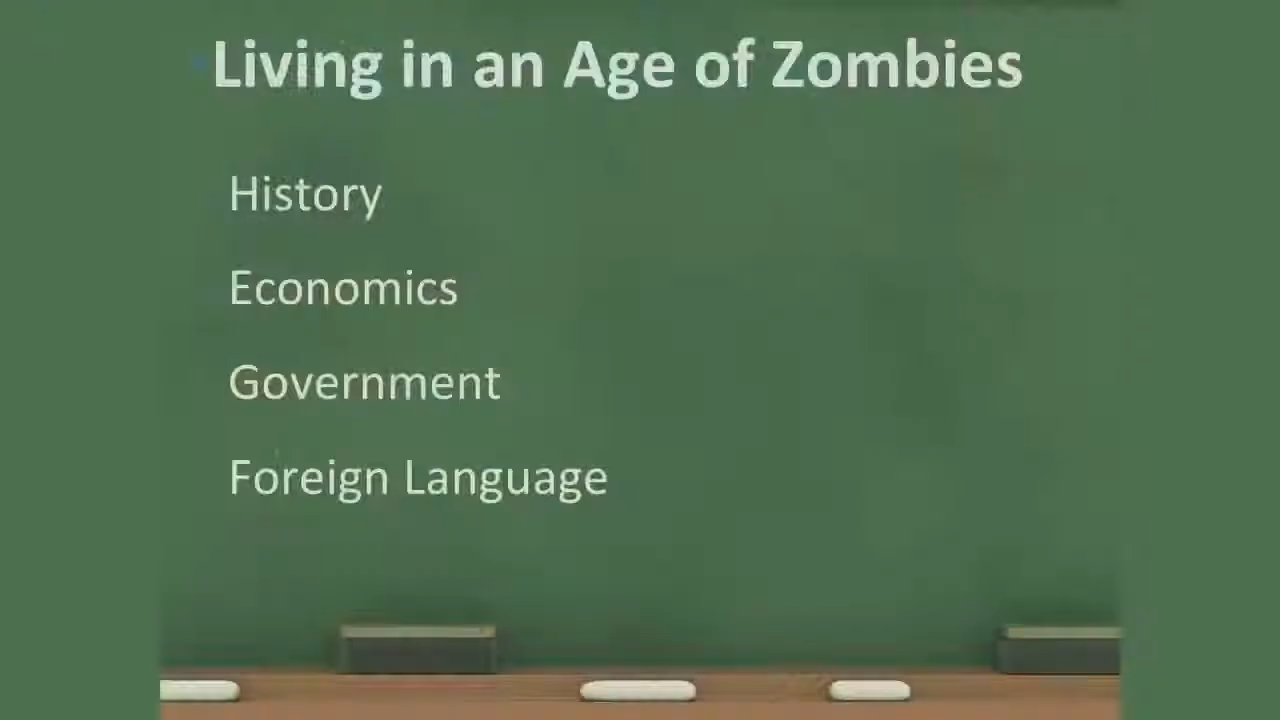 Living in an Age of Zombies
History
Economics
Government
Foreign Language